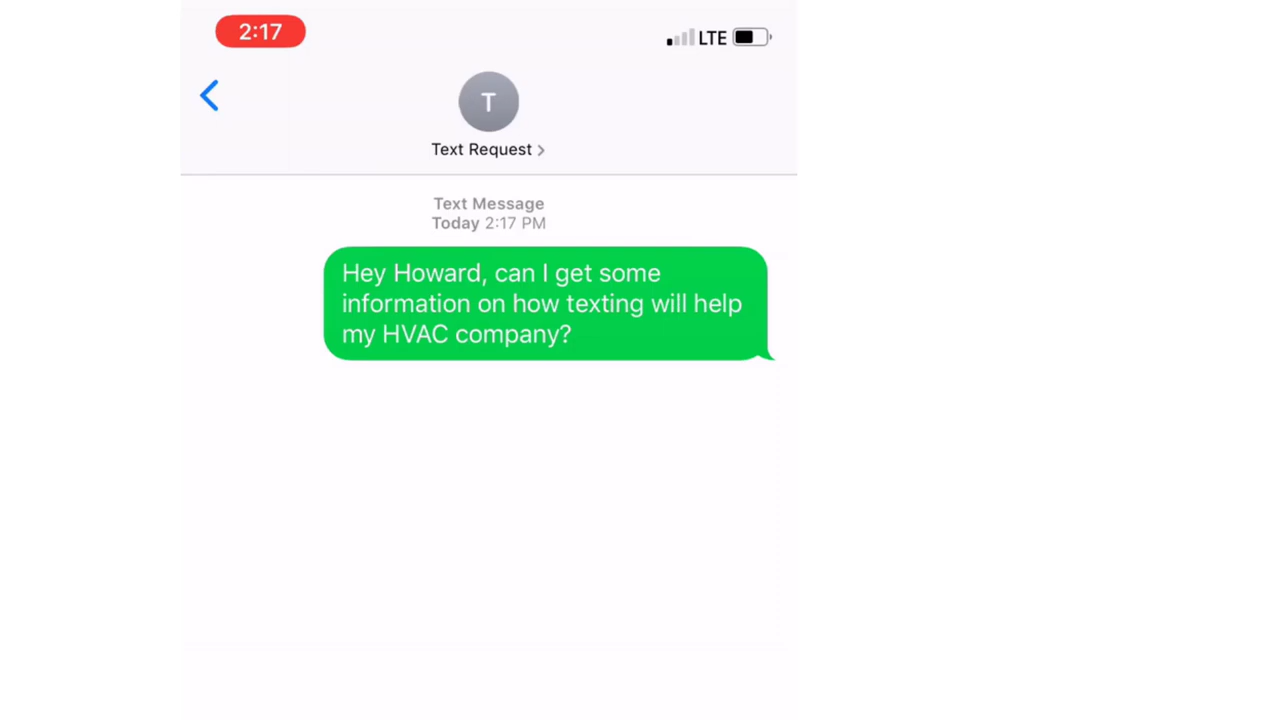 2:17
LTE
T
Text Request
Text Message
Today 2:17 PM
Hey Howard, can I get some
information on how texting will help
my HVAC company?